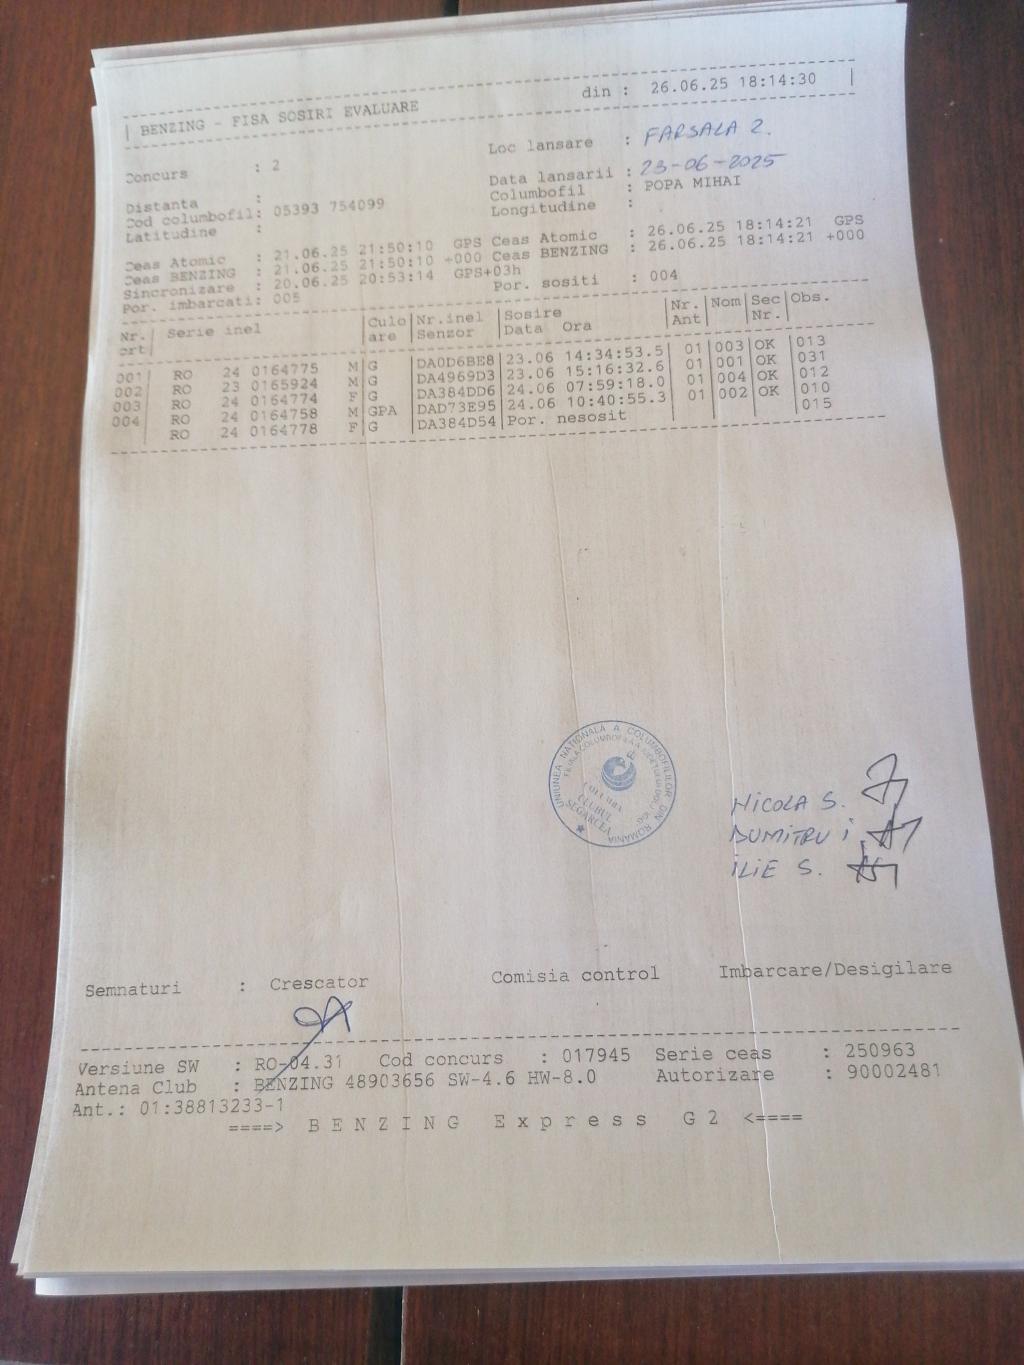 | BENZING - FISA SOSIRI EVALUARE din : 26.06.25 18:14:30 |
Concurs : 2 Loc lansare : FARSALA 2.
Data lansarii : 23-06-2025
Distanta : Columbofil : POPA MIHAI
Cod columbofil: 05393 754099 Longitudine :
Latitudine :
Ceas Atomic : 21.06.25 21:50:10 GPS Ceas Atomic : 26.06.25 18:14:21 GPS
Ceas BENZING : 21.06.25 21:50:10 +000 Ceas BENZING : 26.06.25 18:14:21 +000
Sincronizare : 20.06.25 20:53:14 GPS+03h
Por. imbarcati: 005 Por. sositi : 004
Nr. | Serie inel |Culo|Nr.inel |Sosire |Nr.|Nom|Sec|Obs.
crt| |are |Senzor |Data Ora |Ant| |Nr.|
001| RO 24 0164775 M|G |DA0D6BE8|23.06 14:34:53.5| 01|003|OK |013
002| RO 23 0165924 M|G |DA4969D3|23.06 15:16:32.6| 01|001|OK |031
003| RO 24 0164774 F|G |DA384DD6|24.06 07:59:18.0| 01|004|OK |012
004| RO 24 0164758 M|GPA |DAD73E95|24.06 10:40:55.3| 01|002|OK |010
RO 24 0164778 F|G |DA384D54|Por. nesosit | | | |015
UNIUNEA NATIONALA A COLUMBOFILILOR DIN ROMANIA
COLUMBA
CLUBUL
SEGARCEA
NICOLA S.
DUMITRU I.
ILIE S.
Semnaturi : Crescator Comisia control Imbarcare/Desigilare
Versiune SW : RO-04.31 Cod concurs : 017945 Serie ceas : 250963
Antena Club : BENZING 48903656 SW-4.6 HW-8.0 Autorizare : 90002481
Ant.: 01:38813233-1
====> B E N Z I N G E x p r e s s G 2 <====